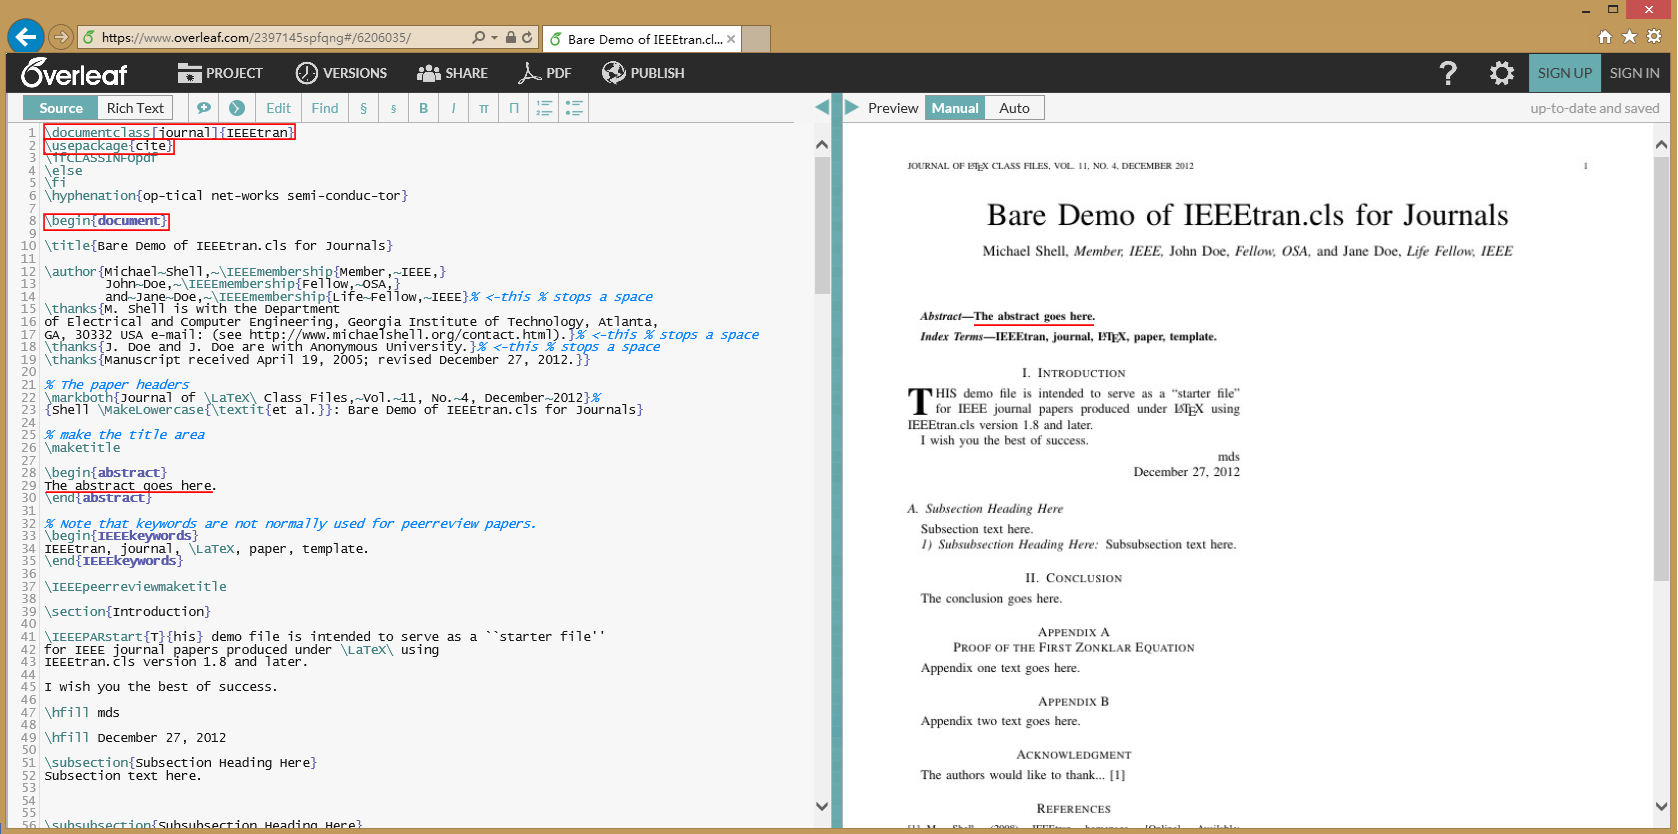 https://www.overleaf.com/2397145spfqng#/6206035/
Bare Demo of IEEEtran.cl...
Overleaf
PROJECT VERSIONS SHARE PDF PUBLISH
? SIGN UP SIGN IN
Source Rich Text Edit Find § § B I π Π
Preview Manual Auto up-to-date and saved
1 \documentclass[journal]{IEEEtran}
2 \usepackage{cite}
3 \ifCLASSINFOpdf
4 \else
5 \fi
6 \hyphenation{op-tical net-works semi-conduc-tor}
7
8 \begin{document}
9
10 \title{Bare Demo of IEEEtran.cls for Journals}
11
12 \author{Michael~Shell,~\IEEEmembership{Member,~IEEE,}
13 John~Doe,~\IEEEmembership{Fellow,~OSA,}
14 and~Jane~Doe,~\IEEEmembership{Life~Fellow,~IEEE}% <-this % stops a space
15 \thanks{M. Shell is with the Department
16 of Electrical and Computer Engineering, Georgia Institute of Technology, Atlanta,
17 GA, 30332 USA e-mail: (see http://www.michaelshell.org/contact.html).}% <-this % stops a space
18 \thanks{J. Doe and J. Doe are with Anonymous University.}% <-this % stops a space
19 \thanks{Manuscript received April 19, 2005; revised December 27, 2012.}}
20
21 % The paper headers
22 \markboth{Journal of \LaTeX\ Class Files,~Vol.~11, No.~4, December~2012}%
23 {Shell \MakeLowercase{\textit{et al.}}: Bare Demo of IEEEtran.cls for Journals}
24
25 % make the title area
26 \maketitle
27
28 \begin{abstract}
29 The abstract goes here.
30 \end{abstract}
31
32 % Note that keywords are not normally used for peerreview papers.
33 \begin{IEEEkeywords}
34 IEEEtran, journal, \LaTeX, paper, template.
35 \end{IEEEkeywords}
36
37 \IEEEpeerreviewmaketitle
38
39 \section{Introduction}
40
41 \IEEEPARstart{T}{his} demo file is intended to serve as a ``starter file''
42 for IEEE journal papers produced under \LaTeX\ using
43 IEEEtran.cls version 1.8 and later.
44
45 I wish you the best of success.
46
47 \hfill mds
48
49 \hfill December 27, 2012
50
51 \subsection{Subsection Heading Here}
52 Subsection text here.
53
54
55
56 \subsubsection{Subsubsection Heading Here}
JOURNAL OF LATEX CLASS FILES, VOL. 11, NO. 4, DECEMBER 2012 1
Bare Demo of IEEEtran.cls for Journals
Michael Shell, Member, IEEE, John Doe, Fellow, OSA, and Jane Doe, Life Fellow, IEEE
Abstract—The abstract goes here.
Index Terms—IEEEtran, journal, LATEX, paper, template.
I. INTRODUCTION
THIS demo file is intended to serve as a “starter file”
for IEEE journal papers produced under LATEX using
IEEEtran.cls version 1.8 and later.
I wish you the best of success.
mds
December 27, 2012
A. Subsection Heading Here
Subsection text here.
1) Subsubsection Heading Here: Subsubsection text here.
II. CONCLUSION
The conclusion goes here.
APPENDIX A
PROOF OF THE FIRST ZONKLAR EQUATION
Appendix one text goes here.
APPENDIX B
Appendix two text goes here.
ACKNOWLEDGMENT
The authors would like to thank... [1]
REFERENCES
[1] M. Shell. (2008) IEEEtran homepage. [Online]. Available: